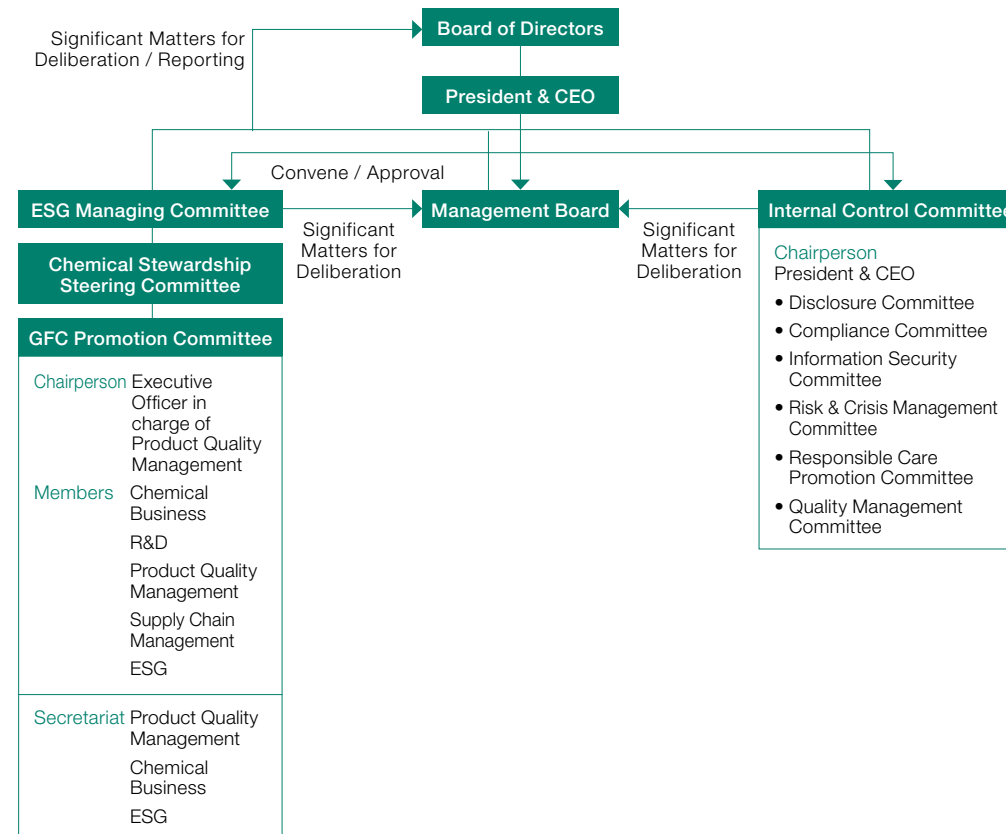 Board of Directors
Significant Matters for
Deliberation / Reporting
President & CEO
Convene / Approval
ESG Managing Committee
Management Board
Internal Control Committee
Significant
Matters for
Deliberation
Significant
Matters for
Deliberation
Chemical Stewardship
Steering Committee
GFC Promotion Committee
Chairperson Executive
Officer in
charge of
Product Quality
Management
Members Chemical
Business
R&D
Product Quality
Management
Supply Chain
Management
ESG
Secretariat Product Quality
Management
Chemical
Business
ESG
Chairperson
President & CEO
• Disclosure Committee
• Compliance Committee
• Information Security
Committee
• Risk & Crisis Management
Committee
• Responsible Care
Promotion Committee
• Quality Management
Committee